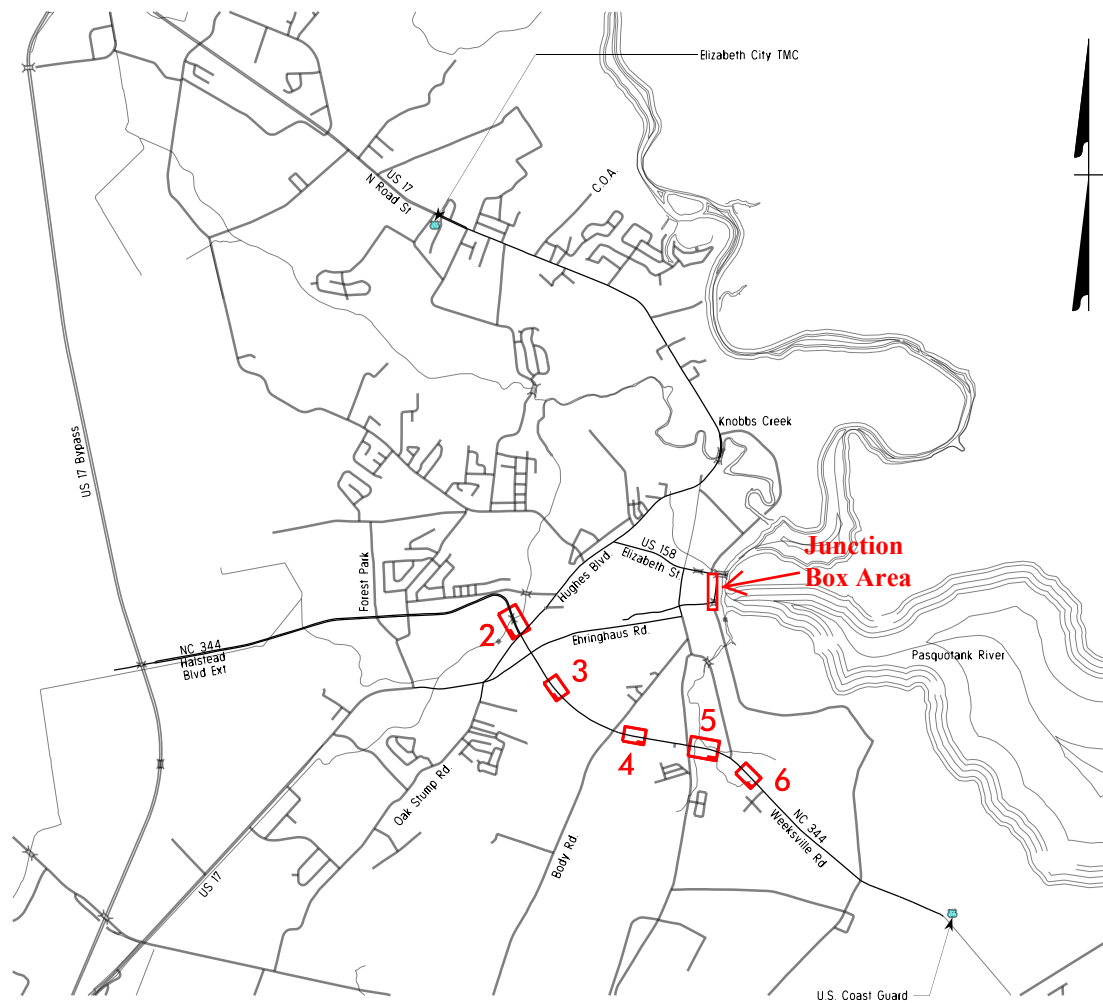 Elizabeth City TMC
US 17
N Road St
C.O.A.
Knobbs Creek
US 17 Bypass
US 158
Elizabeth St.
Junction
Box Area
Hughes Blvd.
Forest Park
2
Ehringhaus Rd.
NC 344
Halstead
Blvd Ext
Pasquotank River
3
5
4
6
Oak Stump Rd.
NC 344
Weeksville Rd
Body Rd.
US 17
U.S. Coast Guard